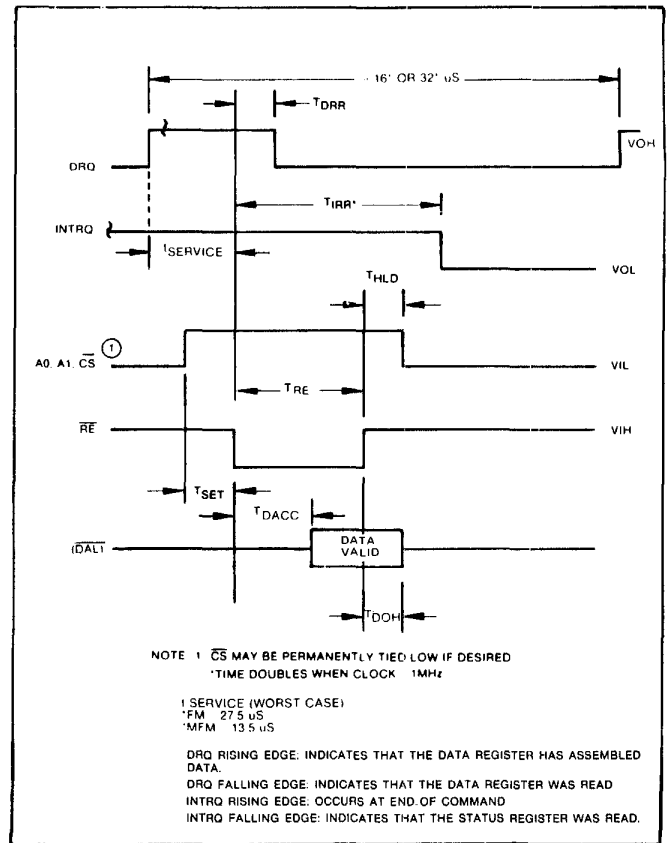 16* OR 32* uS
TDRR
VOH
DRQ
TIRR*
INTRQ
tSERVICE
VOL
THLD
1
A0, A1, CS
VIL
TRE
RE
VIH
TSET
TDACC
(DAL)
DATA
VALID
TDOH
NOTE 1 CS MAY BE PERMANENTLY TIED LOW IF DESIRED
*TIME DOUBLES WHEN CLOCK 1MHz
t SERVICE (WORST CASE)
*FM 27.5 uS
*MFM 13.5 uS
DRQ RISING EDGE: INDICATES THAT THE DATA REGISTER HAS ASSEMBLED
DATA.
DRQ FALLING EDGE: INDICATES THAT THE DATA REGISTER WAS READ
INTRQ RISING EDGE: OCCURS AT END OF COMMAND
INTRQ FALLING EDGE: INDICATES THAT THE STATUS REGISTER WAS READ.